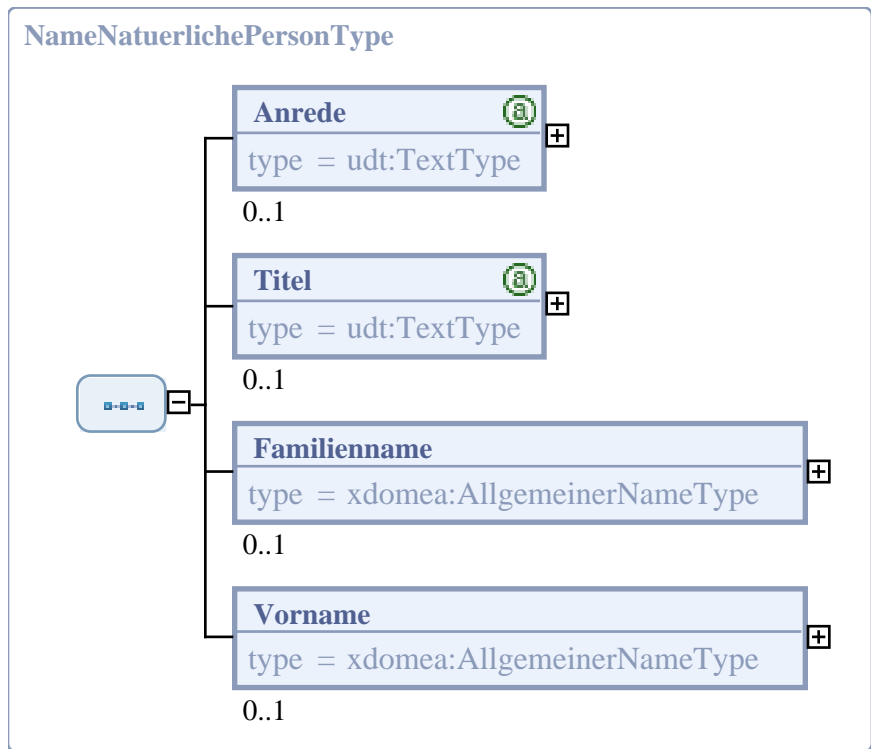 NameNatuerlichePersonType
Anrede
type = udt:TextType
0..1
Titel
type = udt:TextType
0..1
Familienname
type = xdomea:AllgemeinerNameType
0..1
Vorname
type = xdomea:AllgemeinerNameType
0..1